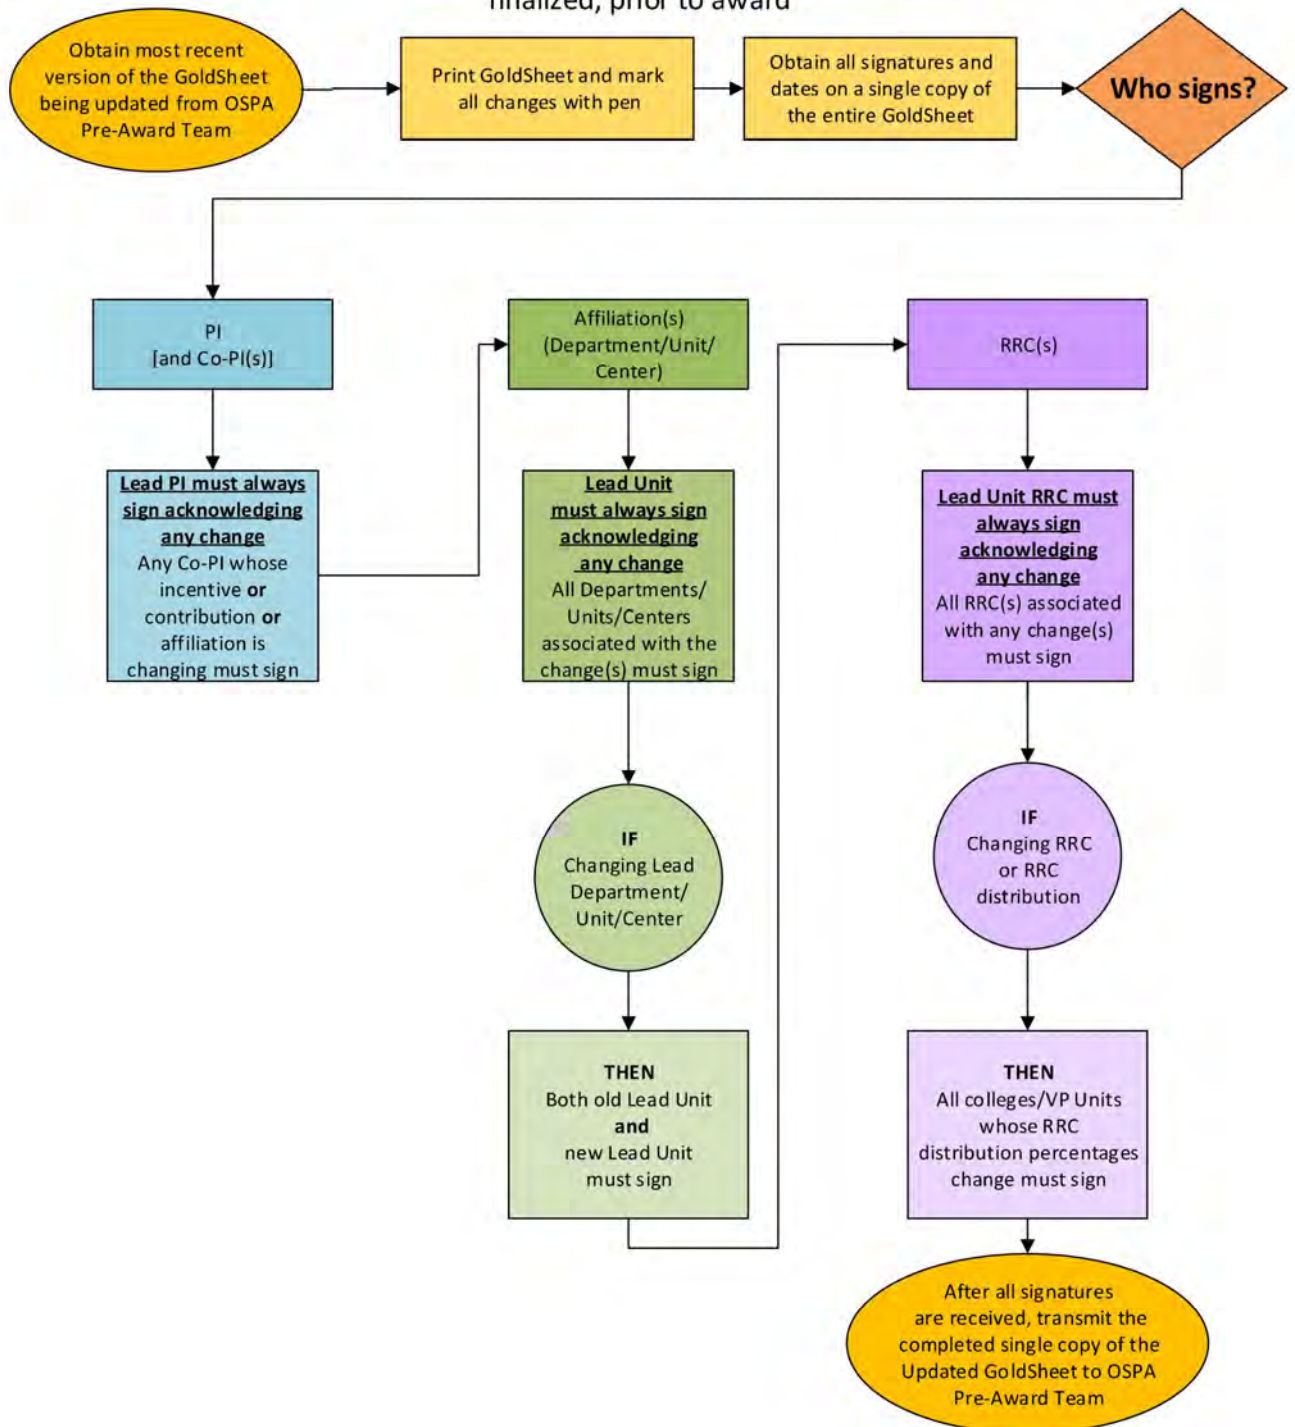 finalized, prior to award
Obtain most recent
version of the GoldSheet
being updated from OSPA
Pre-Award Team
Print GoldSheet and mark
all changes with pen
Obtain all signatures and
dates on a single copy of
the entire GoldSheet
Who signs?
PI
[and Co-PI(s)]
Lead PI must always
sign acknowledging
any change
Any Co-PI whose
incentive or
contribution or
affiliation is
changing must sign
Affiliation(s)
(Department/Unit/
Center)
Lead Unit
must always sign
acknowledging
any change
All Departments/
Units/Centers
associated with the
change(s) must sign
IF
Changing Lead
Department/
Unit/Center
THEN
Both old Lead Unit
and
new Lead Unit
must sign
RRC(s)
Lead Unit RRC must
always sign
acknowledging
any change
All RRC(s) associated
with any change(s)
must sign
IF
Changing RRC
or RRC
distribution
THEN
All colleges/VP Units
whose RRC
distribution percentages
change must sign
After all signatures
are received, transmit the
completed single copy of the
Updated GoldSheet to OSPA
Pre-Award Team